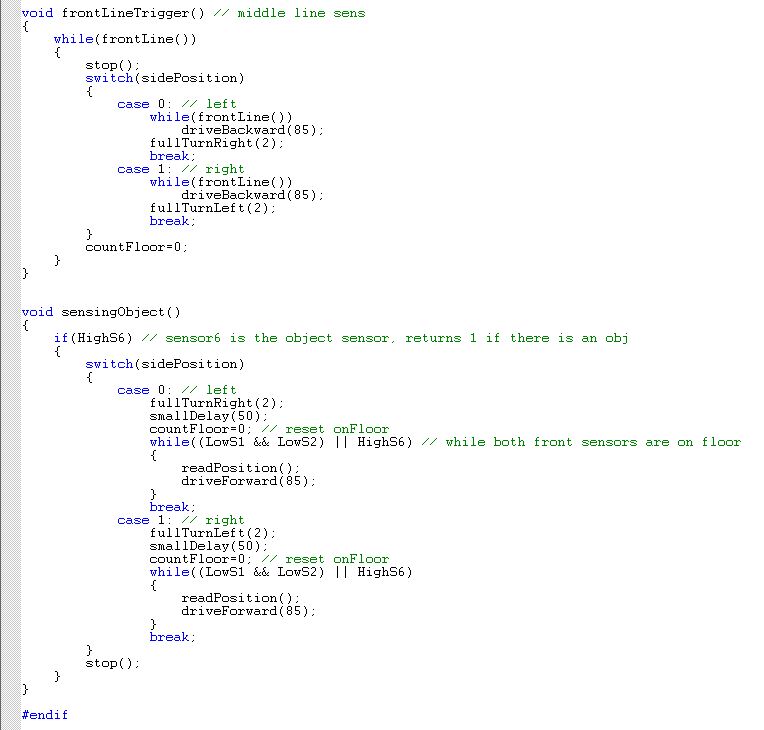 void frontLineTrigger() // middle line sens
{
    while(frontLine())
    {
        stop();
        switch(sidePosition)
        {
            case 0: // left
                while(frontLine())
                    driveBackward(85);
                fullTurnRight(2);
                break;
            case 1: // right
                while(frontLine())
                    driveBackward(85);
                fullTurnLeft(2);
                break;
        }
        countFloor=0;
    }
}
void sensingObject()
{
    if(HighS6) // sensor6 is the object sensor, returns 1 if there is an obj
    {
        switch(sidePosition)
        {
            case 0: // left
                fullTurnRight(2);
                smallDelay(50);
                countFloor=0; // reset onFloor
                while((LowS1 && LowS2) || HighS6) // while both front sensors are on floor
                {
                    readPosition();
                    driveForward(85);
                }
                break;
            case 1: // right
                fullTurnLeft(2);
                smallDelay(50);
                countFloor=0; // reset onFloor
                while((LowS1 && LowS2) || HighS6)
                {
                    readPosition();
                    driveForward(85);
                }
                break;
        }
        stop();
    }
}
#endif